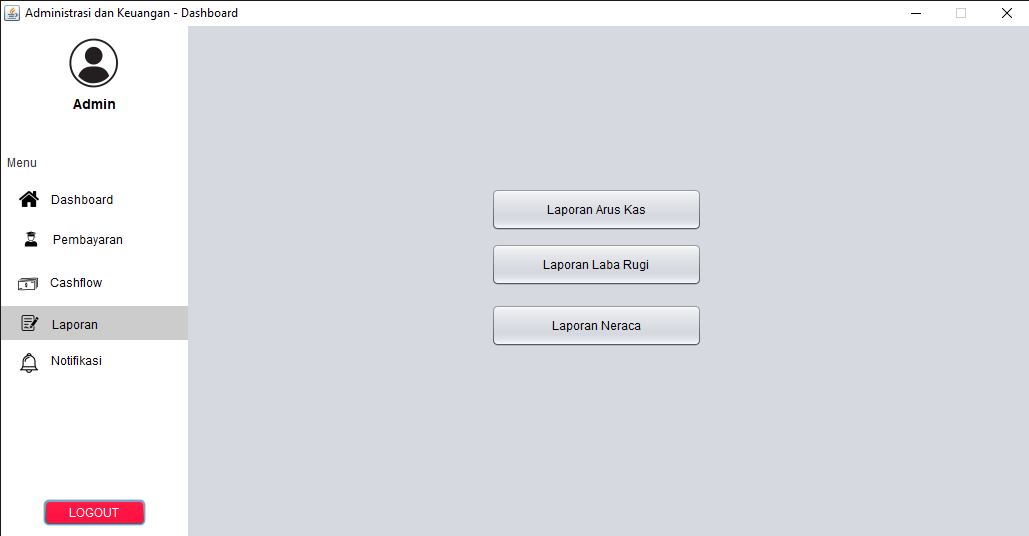 Administrasi dan Keuangan - Dashboard
Admin
Menu
Dashboard
Pembayaran
Cashflow
Laporan
Notifikasi
LOGOUT
Laporan Arus Kas
Laporan Laba Rugi
Laporan Neraca